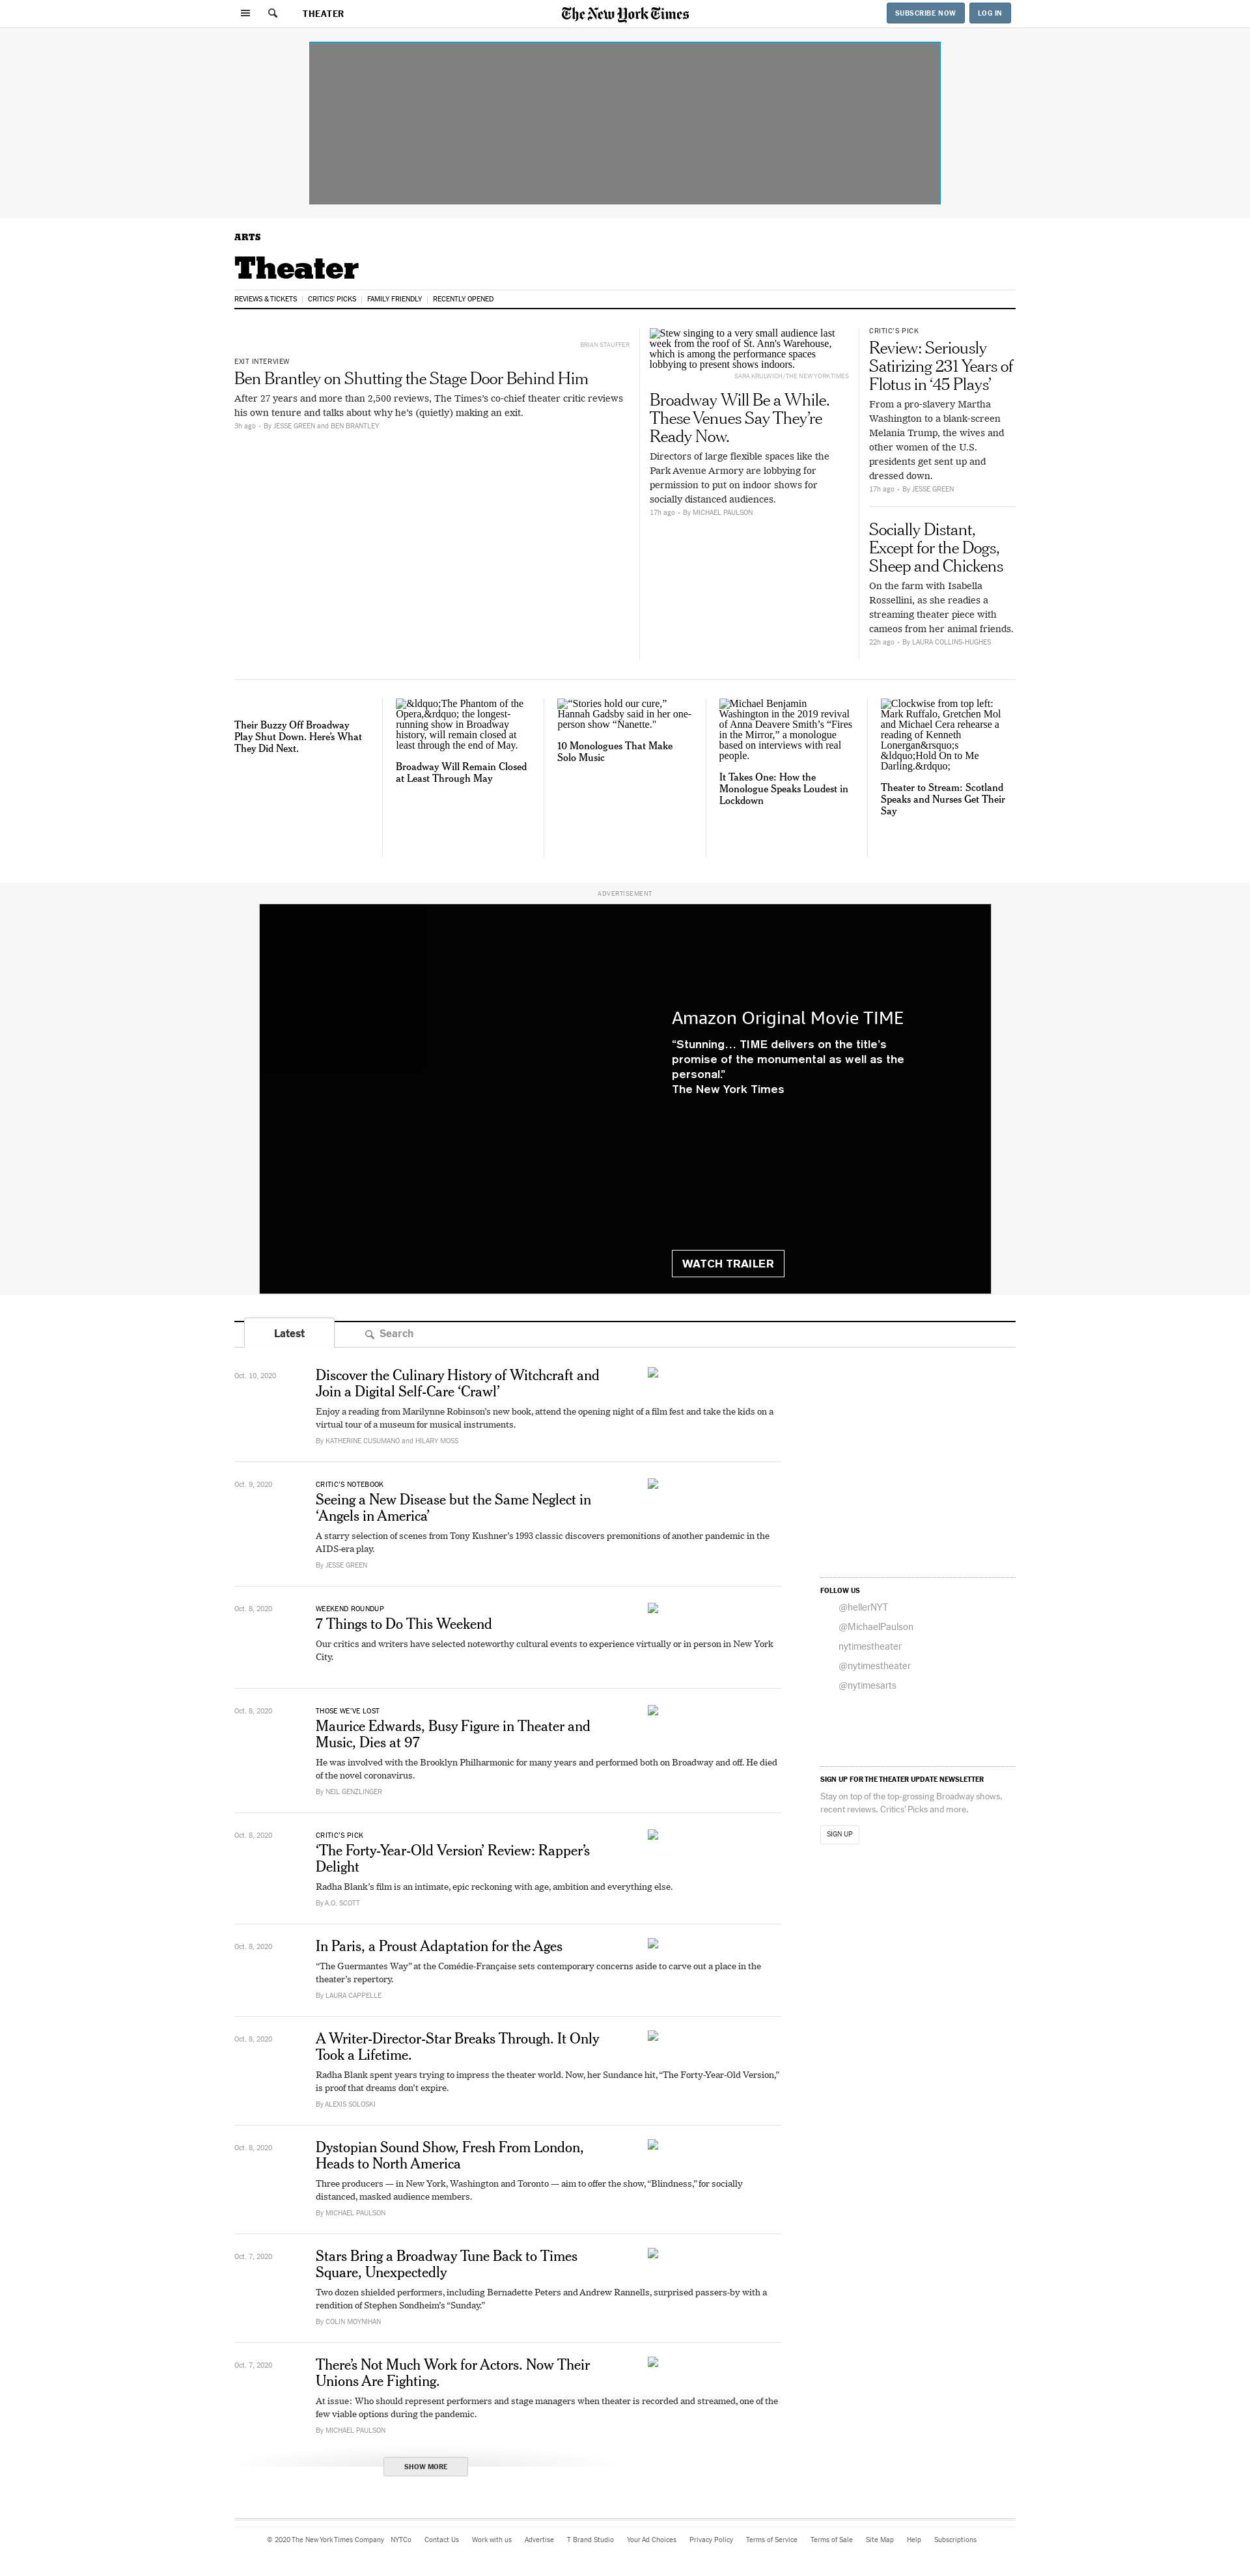 THEATER
The New York Times
SUBSCRIBE NOW
LOG IN
ARTS
Theater
REVIEWS & TICKETS
CRITICS' PICKS
FAMILY FRIENDLY
RECENTLY OPENED
BRIAN STAUFFER
EXIT INTERVIEW
Ben Brantley on Shutting the Stage Door Behind Him
After 27 years and more than 2,500 reviews, The Times’s co-chief theater critic reviews
his own tenure and talks about why he’s (quietly) making an exit.
3h ago • By JESSE GREEN and BEN BRANTLEY
Stew singing to a very small audience last
week from the roof of St. Ann's Warehouse,
which is among the performance spaces
lobbying to present shows indoors.
SARA KRULWICH/THE NEW YORK TIMES
Broadway Will Be a While.
These Venues Say They’re
Ready Now.
Directors of large flexible spaces like the
Park Avenue Armory are lobbying for
permission to put on indoor shows for
socially distanced audiences.
17h ago • By MICHAEL PAULSON
CRITIC’S PICK
Review: Seriously
Satirizing 231 Years of
Flotus in ‘45 Plays’
From a pro-slavery Martha
Washington to a blank-screen
Melania Trump, the wives and
other women of the U.S.
presidents get sent up and
dressed down.
17h ago • By JESSE GREEN
Socially Distant,
Except for the Dogs,
Sheep and Chickens
On the farm with Isabella
Rossellini, as she readies a
streaming theater piece with
cameos from her animal friends.
22h ago • By LAURA COLLINS-HUGHES
Their Buzzy Off Broadway
Play Shut Down. Here’s What
They Did Next.
&ldquo;The Phantom of the
Opera,&rdquo; the longest-
running show in Broadway
history, will remain closed at
least through the end of May.
Broadway Will Remain Closed
at Least Through May
“Stories hold our cure,”
Hannah Gadsby said in her one-
person show “Nanette."
10 Monologues That Make
Solo Music
Michael Benjamin
Washington in the 2019 revival
of Anna Deavere Smith’s “Fires
in the Mirror,” a monologue
based on interviews with real
people.
It Takes One: How the
Monologue Speaks Loudest in
Lockdown
Clockwise from top left:
Mark Ruffalo, Gretchen Mol
and Michael Cera rehearse a
reading of Kenneth
Lonergan&rsquo;s
&ldquo;Hold On to Me
Darling.&rdquo;
Theater to Stream: Scotland
Speaks and Nurses Get Their
Say
ADVERTISEMENT
Amazon Original Movie TIME
“Stunning… TIME delivers on the title’s
promise of the monumental as well as the
personal.”
The New York Times
WATCH TRAILER
Latest
Search
Oct. 10, 2020
Discover the Culinary History of Witchcraft and
Join a Digital Self-Care ‘Crawl’
Enjoy a reading from Marilynne Robinson’s new book, attend the opening night of a film fest and take the kids on a
virtual tour of a museum for musical instruments.
By KATHERINE CUSUMANO and HILARY MOSS
Oct. 9, 2020
CRITIC’S NOTEBOOK
Seeing a New Disease but the Same Neglect in
‘Angels in America’
A starry selection of scenes from Tony Kushner’s 1993 classic discovers premonitions of another pandemic in the
AIDS-era play.
By JESSE GREEN
Oct. 8, 2020
WEEKEND ROUNDUP
7 Things to Do This Weekend
Our critics and writers have selected noteworthy cultural events to experience virtually or in person in New York
City.
Oct. 8, 2020
THOSE WE’VE LOST
Maurice Edwards, Busy Figure in Theater and
Music, Dies at 97
He was involved with the Brooklyn Philharmonic for many years and performed both on Broadway and off. He died
of the novel coronavirus.
By NEIL GENZLINGER
Oct. 8, 2020
CRITIC’S PICK
‘The Forty-Year-Old Version’ Review: Rapper’s
Delight
Radha Blank’s film is an intimate, epic reckoning with age, ambition and everything else.
By A.O. SCOTT
Oct. 8, 2020
In Paris, a Proust Adaptation for the Ages
“The Guermantes Way” at the Comédie-Française sets contemporary concerns aside to carve out a place in the
theater’s repertory.
By LAURA CAPPELLE
Oct. 8, 2020
A Writer-Director-Star Breaks Through. It Only
Took a Lifetime.
Radha Blank spent years trying to impress the theater world. Now, her Sundance hit, “The Forty-Year-Old Version,”
is proof that dreams don’t expire.
By ALEXIS SOLOSKI
Oct. 8, 2020
Dystopian Sound Show, Fresh From London,
Heads to North America
Three producers — in New York, Washington and Toronto — aim to offer the show, “Blindness,” for socially
distanced, masked audience members.
By MICHAEL PAULSON
Oct. 7, 2020
Stars Bring a Broadway Tune Back to Times
Square, Unexpectedly
Two dozen shielded performers, including Bernadette Peters and Andrew Rannells, surprised passers-by with a
rendition of Stephen Sondheim’s “Sunday.”
By COLIN MOYNIHAN
Oct. 7, 2020
There’s Not Much Work for Actors. Now Their
Unions Are Fighting.
At issue: Who should represent performers and stage managers when theater is recorded and streamed, one of the
few viable options during the pandemic.
By MICHAEL PAULSON
SHOW MORE
FOLLOW US
@hellerNYT
@MichaelPaulson
nytimestheater
@nytimestheater
@nytimesarts
SIGN UP FOR THE THEATER UPDATE NEWSLETTER
Stay on top of the top-grossing Broadway shows,
recent reviews, Critics’ Picks and more.
SIGN UP
© 2020 The New York Times Company NYTCo Contact Us Work with us Advertise T Brand Studio Your Ad Choices Privacy Policy Terms of Service Terms of Sale Site Map Help Subscriptions